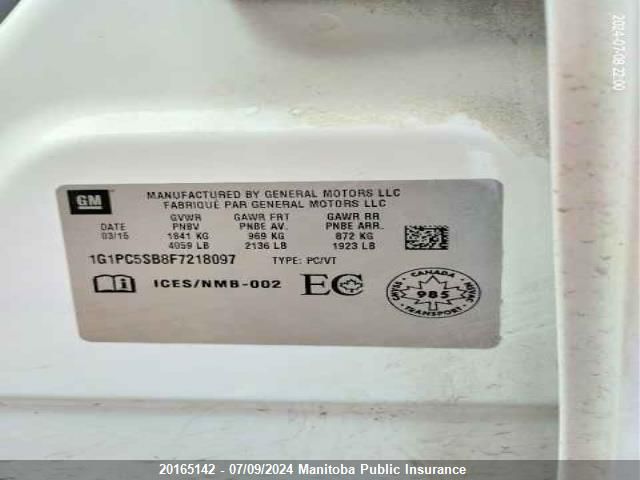 2024-07-08 22:00
GM
MANUFACTURED BY GENERAL MOTORS LLC
FABRIQUÉ PAR GENERAL MOTORS LLC
DATE GVWR GAWR FRT GAWR RR
03/15 PNBV PNBE AV. PNBE ARR.
1841 KG 969 KG 872 KG
4059 LB 2136 LB 1923 LB
1G1PC5SB8F7218097 TYPE: PC/VT
ICES/NMB-002 EC
CANADA
985
TRANSPORT
20165142 - 07/09/2024 Manitoba Public Insurance